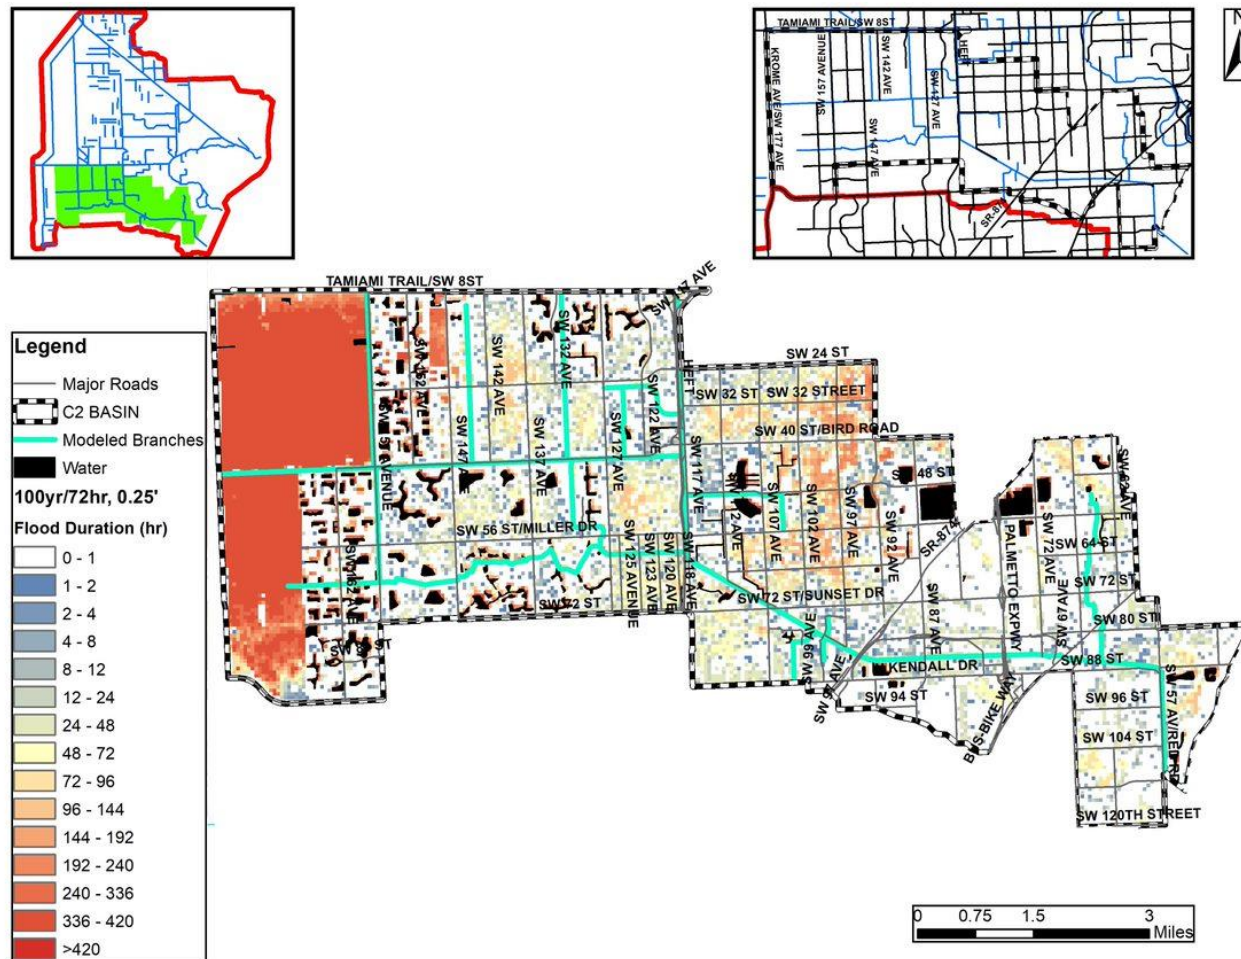 N
TAMIAMI TRAIL/SW 8ST
HEFT
KROME AVE/SW 177 AVE
SW 157 AVENUE
SW 142 AVE
SW 127 AVE
SW 147 AVE
SR-874
TAMIAMI TRAIL/SW 8ST
SW 117 AVE
SW 24 ST
SW 152 AVE
SW 142 AVE
SW 132 AVE
HEFT
SW 32 ST
SW 32 STREET
SW 122 AVE
SW 40 ST/BIRD ROAD
AVENUE
SW 147 AVE
SW 137 AVE
SW 127 AVE
SW 117 AVE
48 ST
SW 107 AVE
SW 102 AVE
SW 97 AVE
SW 92 AVE
SW 56 ST/MILLER DR
SR-874
PALMETTO EXPWY
SW 72 AVE
SW 64 ST
SW 162 AVE
SW 125 AVENUE
SW 123 AVE
SW 120 AVE
SW 118 AVE
SW 72 ST
SW 72 ST/SUNSET DR
SW 72 ST
SW 87 AVE
SW 67 AVE
SW 80 ST
SW 99 AVE
SW 97 AVE
KENDALL DR
SW 88 ST
SW 94 ST
SW 96 ST
SW 57 AV/RED RD
BUS-BIKE WAY
SW 104 ST
SW 120TH STREET
Legend
Major Roads
C2 BASIN
Modeled Branches
Water
100yr/72hr, 0.25'
Flood Duration (hr)
0 - 1
1 - 2
2 - 4
4 - 8
8 - 12
12 - 24
24 - 48
48 - 72
72 - 96
96 - 144
144 - 192
192 - 240
240 - 336
336 - 420
>420
0 0.75 1.5 3
Miles